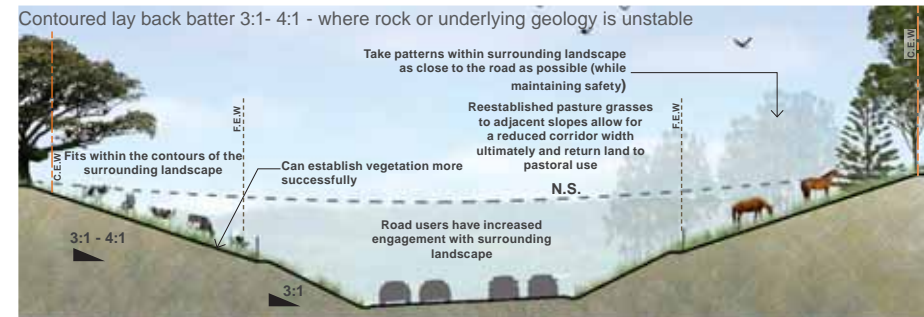 Contoured lay back batter 3:1- 4:1 - where rock or underlying geology is unstable
Take patterns within surrounding landscape
as close to the road as possible (while
maintaining safety)
C.E.W
F.E.W
Reestablished pasture grasses
to adjacent slopes allow for
a reduced corridor width
ultimately and return land to
pastoral use
F.E.W
C.E.W
Fits within the contours of the
surrounding landscape
Can establish vegetation more
successfully
N.S.
Road users have increased
engagement with surrounding
landscape
3:1 - 4:1
3:1